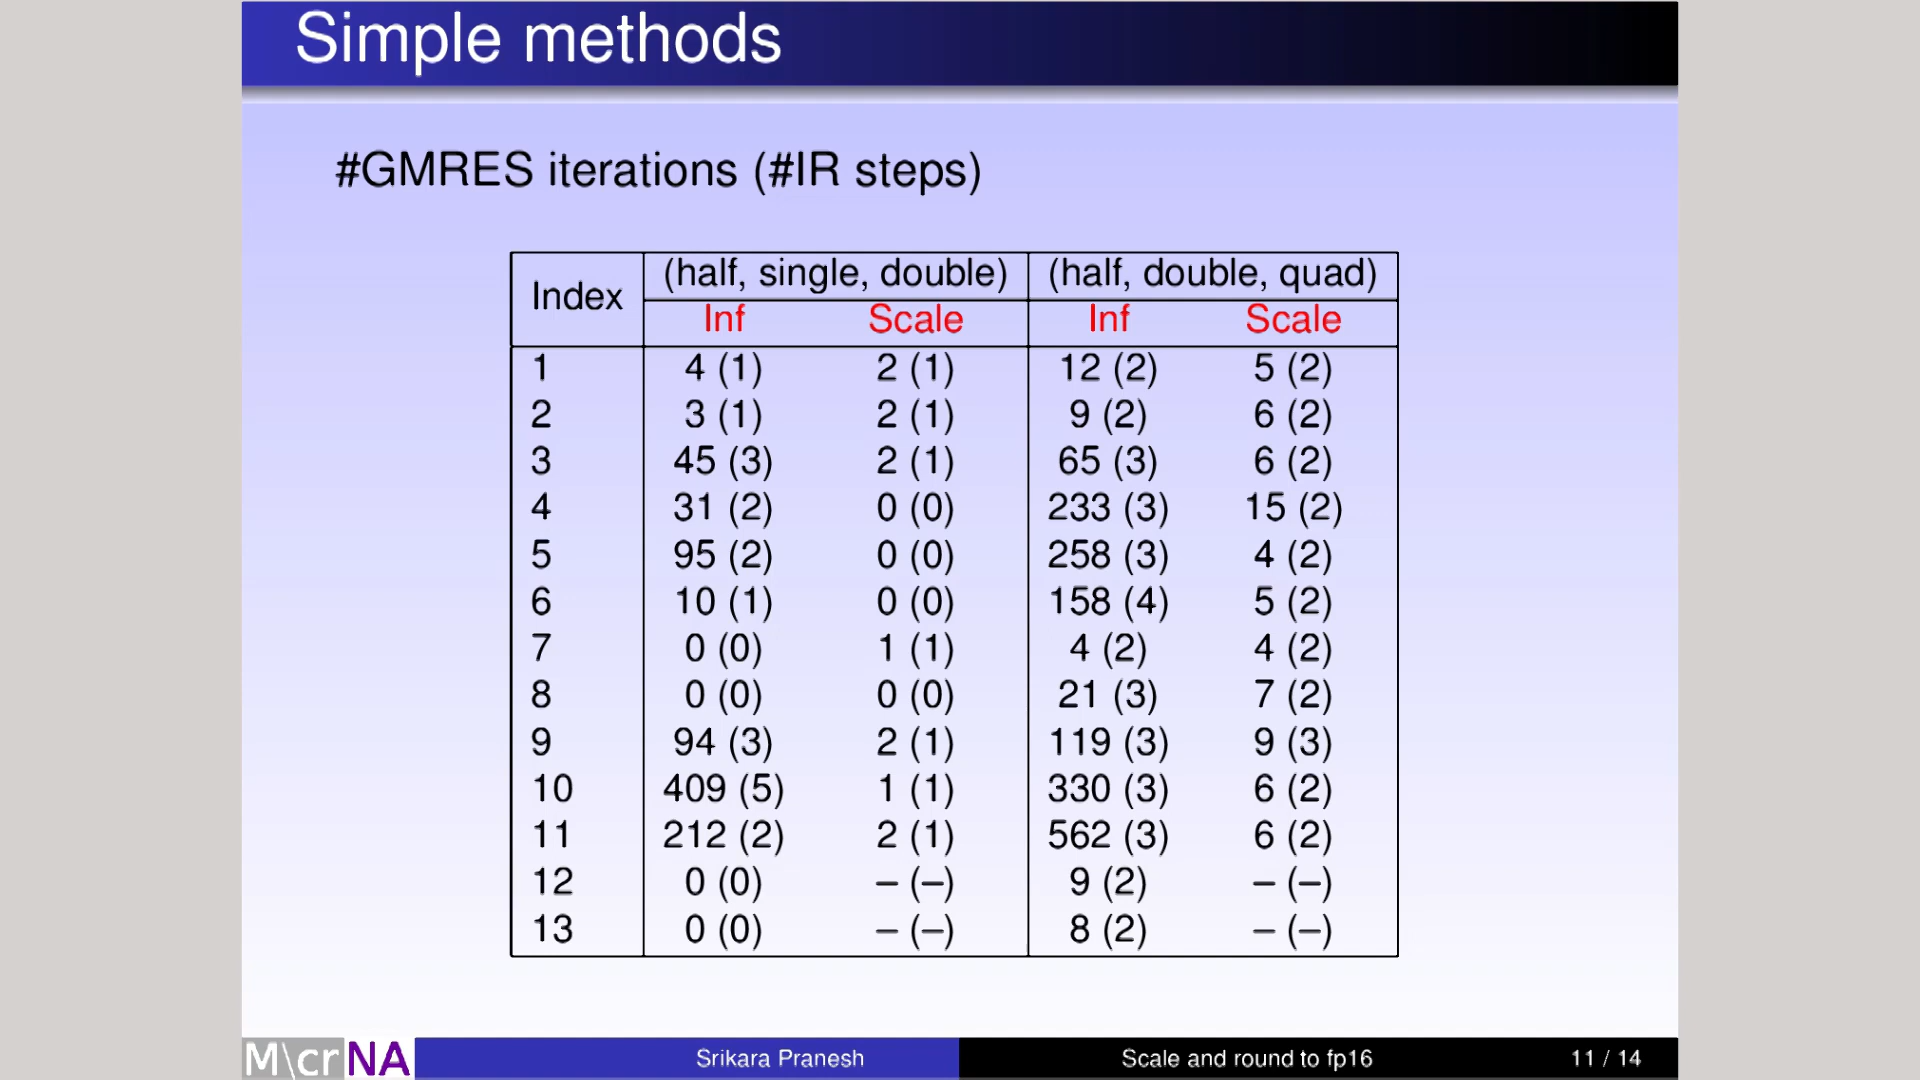 Simple methods
#GMRES iterations (#IR steps)
Index (half, single, double) (half, double, quad)
Inf Scale Inf Scale
1 4 (1) 2 (1) 12 (2) 5 (2)
2 3 (1) 2 (1) 9 (2) 6 (2)
3 45 (3) 2 (1) 65 (3) 6 (2)
4 31 (2) 0 (0) 233 (3) 15 (2)
5 95 (2) 0 (0) 258 (3) 4 (2)
6 10 (1) 0 (0) 158 (4) 5 (2)
7 0 (0) 1 (1) 4 (2) 4 (2)
8 0 (0) 0 (0) 21 (3) 7 (2)
9 94 (3) 2 (1) 119 (3) 9 (3)
10 409 (5) 1 (1) 330 (3) 6 (2)
11 212 (2) 2 (1) 562 (3) 6 (2)
12 0 (0) – (–) 9 (2) – (–)
13 0 (0) – (–) 8 (2) – (–)
M\crNA Srikara Pranesh Scale and round to fp16 11 / 14